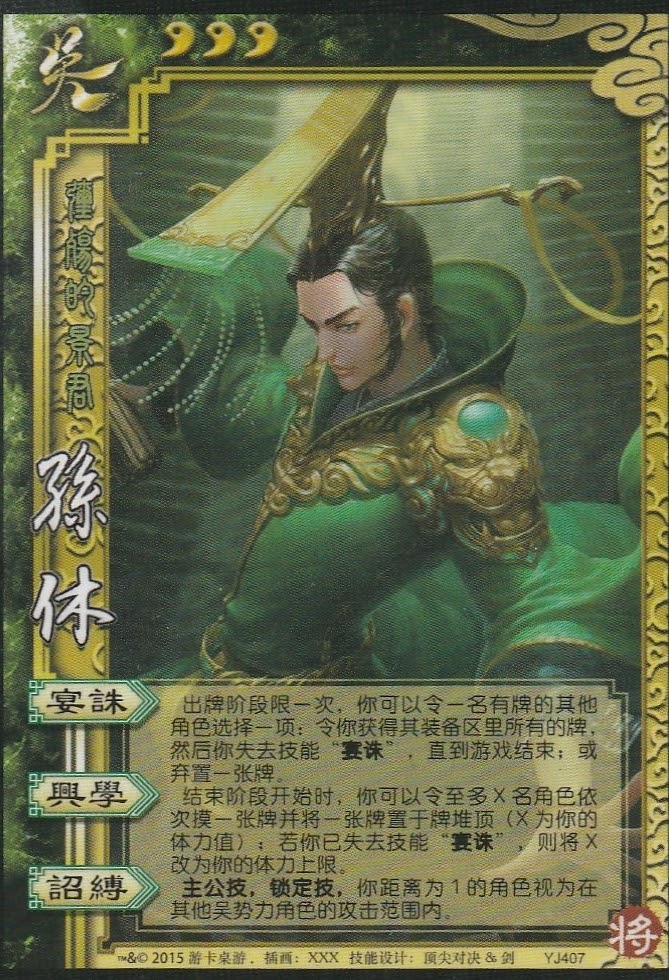 吴
彌殤的景君
孫休
宴誅
出牌阶段限一次，你可以令一名有牌的其他
角色选择一项：令你获得其装备区里所有的牌，
然后你失去技能“宴诛”，直到游戏结束；或
弃置一张牌。
興學
结束阶段开始时，你可以令至多X名角色依
次摸一张牌并将一张牌置于牌堆顶（X为你的
体力值）；若你已失去技能“宴诛”，则将X
改为你的体力上限。
詔縛
主公技，锁定技，你距离为1的角色视为在
其他吴势力角色的攻击范围内。
将
™&© 2015 游卡桌游．插画：XXX 技能设计：顶尖对决 & 剑 YJ407